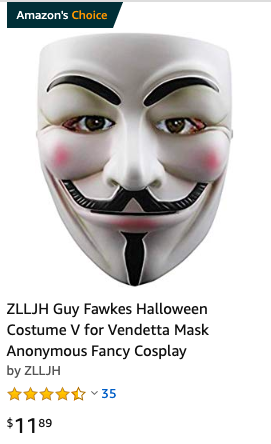 Amazon's Choice
ZLLJH Guy Fawkes Halloween
Costume V for Vendetta Mask
Anonymous Fancy Cosplay
by ZLLJH
35
$11.89